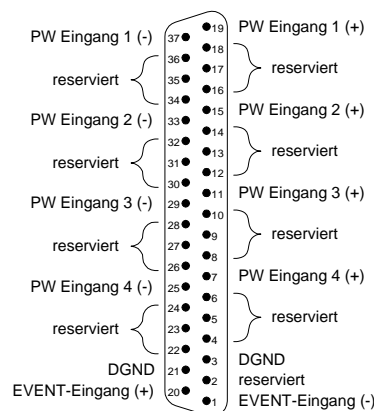 19 PW Eingang 1 (+)
PW Eingang 1 (-) 37
18
36
17 reserviert
reserviert 35
16
34
15 PW Eingang 2 (+)
PW Eingang 2 (-) 33
14
32
13 reserviert
reserviert 31
12
30
11 PW Eingang 3 (+)
PW Eingang 3 (-) 29
10
28
9 reserviert
reserviert 27
8
26
7 PW Eingang 4 (+)
PW Eingang 4 (-) 25
6
24
5 reserviert
reserviert 23
4
22
3 DGND
DGND 21
2 reserviert
EVENT-Eingang (+) 20
1 EVENT-Eingang (-)